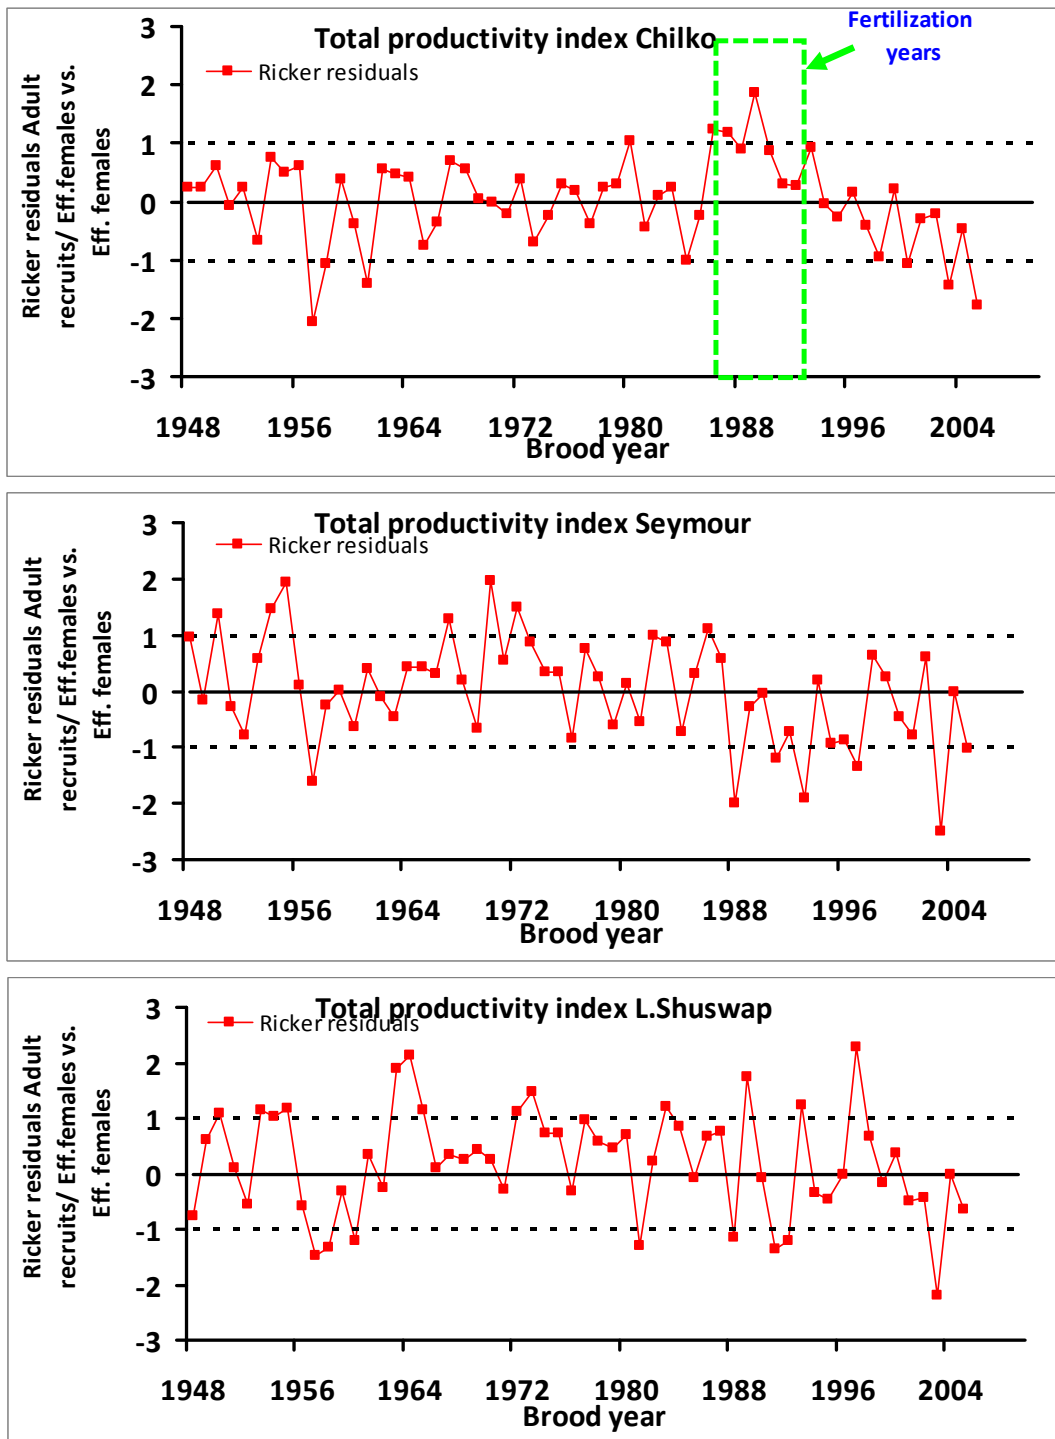 Total productivity index Chilko
Fertilization
years
Ricker residuals
Ricker residuals Adult
recruits/ Eff.females vs.
Eff. females
3
2
1
0
-1
-2
-3
1948 1956 1964 1972 1980 1988 1996 2004
Brood year
Total productivity index Seymour
Ricker residuals
Ricker residuals Adult
recruits/ Eff.females vs.
Eff. females
3
2
1
0
-1
-2
-3
1948 1956 1964 1972 1980 1988 1996 2004
Brood year
Total productivity index L.Shuswap
Ricker residuals
Ricker residuals Adult
recruits/ Eff.females vs.
Eff. females
3
2
1
0
-1
-2
-3
1948 1956 1964 1972 1980 1988 1996 2004
Brood year